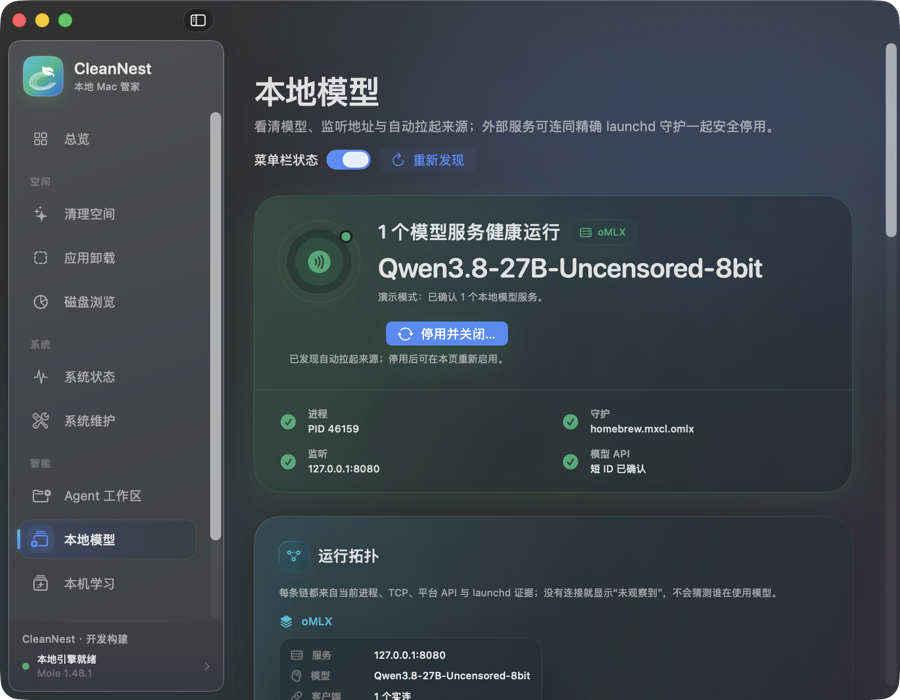 CleanNest
本地 Mac 管家
总览
空间
清理空间
应用卸载
磁盘浏览
系统
系统状态
系统维护
智能
Agent 工作区
本地模型
本机学习
CleanNest · 开发构建
本地引擎就绪
Mole 1.48.1
本地模型
看清模型、监听地址与自动拉起来源；外部服务可连同精确 launchd 守护一起安全停用。
菜单栏状态
重新发现
1 个模型服务健康运行
oMLX
Qwen3.8-27B-Uncensored-8bit
演示模式：已确认 1 个本地模型服务。
停用并关闭…
已发现自动拉起来源；停用后可在本页重新启用。
进程
PID 46159
守护
homebrew.mxcl.omlx
监听
127.0.0.1:8080
模型 API
短 ID 已确认
运行拓扑
每条链都来自当前进程、TCP、平台 API 与 launchd 证据；没有连接就显示“未观察到”，不会猜测谁在使用模型。
oMLX
服务
127.0.0.1:8080
模型
Qwen3.8-27B-Uncensored-8bit
客户端
1 个实连